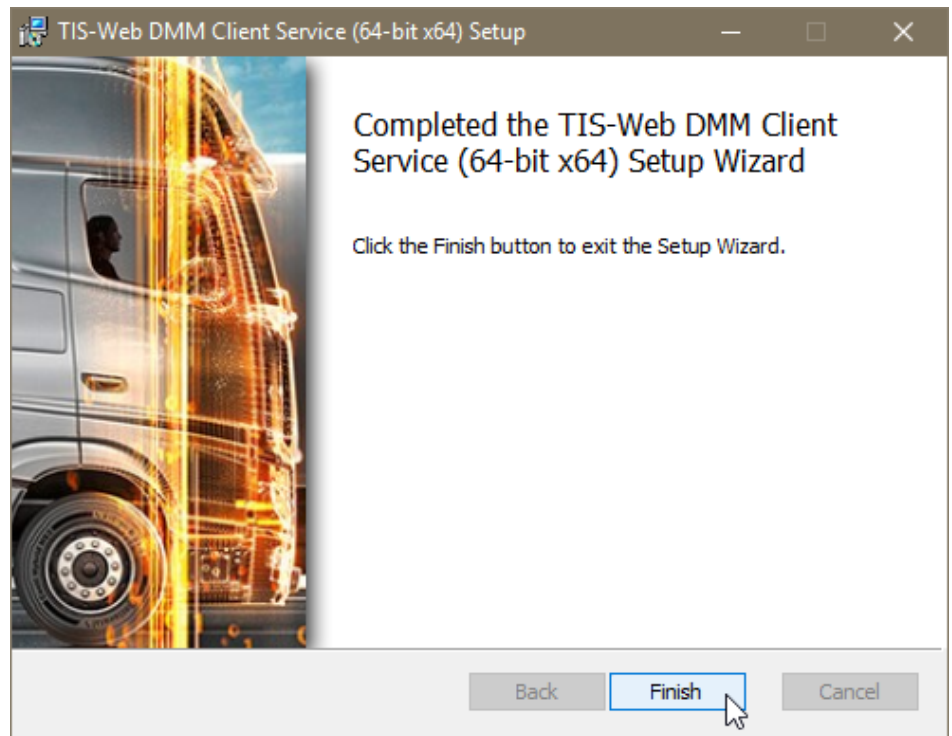 TIS-Web DMM Client Service (64-bit x64) Setup
Completed the TIS-Web DMM Client
Service (64-bit x64) Setup Wizard
Click the Finish button to exit the Setup Wizard.
Back
Finish
Cancel